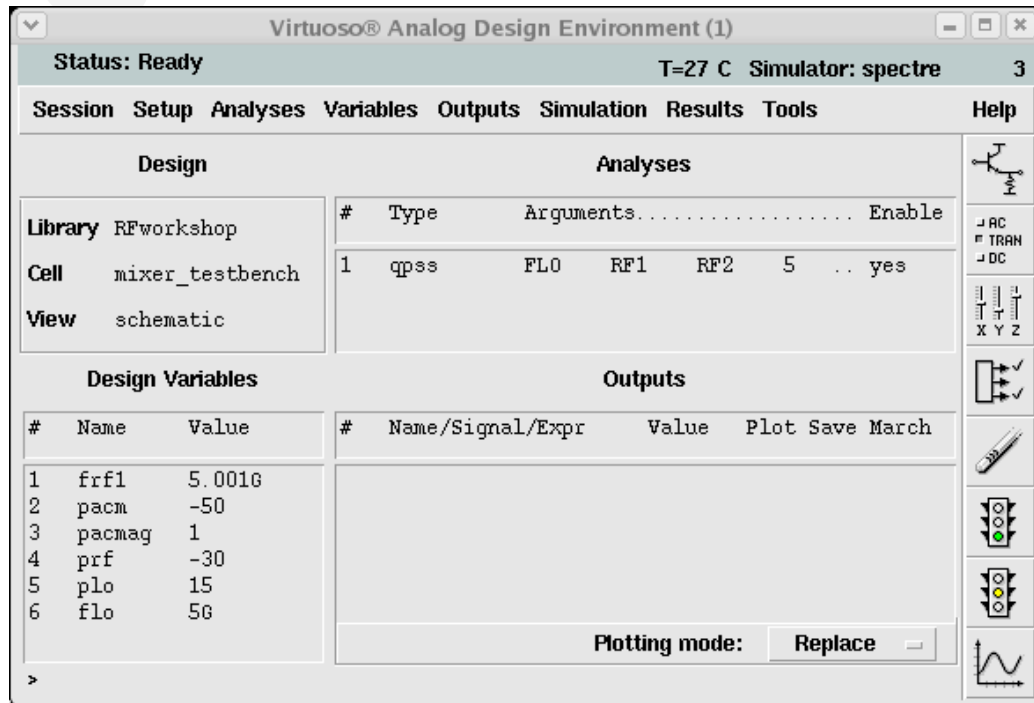 Virtuoso® Analog Design Environment (1)
Status: Ready T=27 C Simulator: spectre 3
Session Setup Analyses Variables Outputs Simulation Results Tools Help
Design
Library RFworkshop
Cell mixer_testbench
View schematic
Analyses
# Type Arguments.................. Enable
1 qpss FLO RF1 RF2 5 .. yes
Design Variables
# Name Value
1 frf1 5.001G
2 pacm -50
3 pacmag 1
4 prf -30
5 plo 15
6 flo 5G
Outputs
# Name/Signal/Expr Value Plot Save March
Plotting mode: Replace
>
AC
TRAN
DC
X Y Z